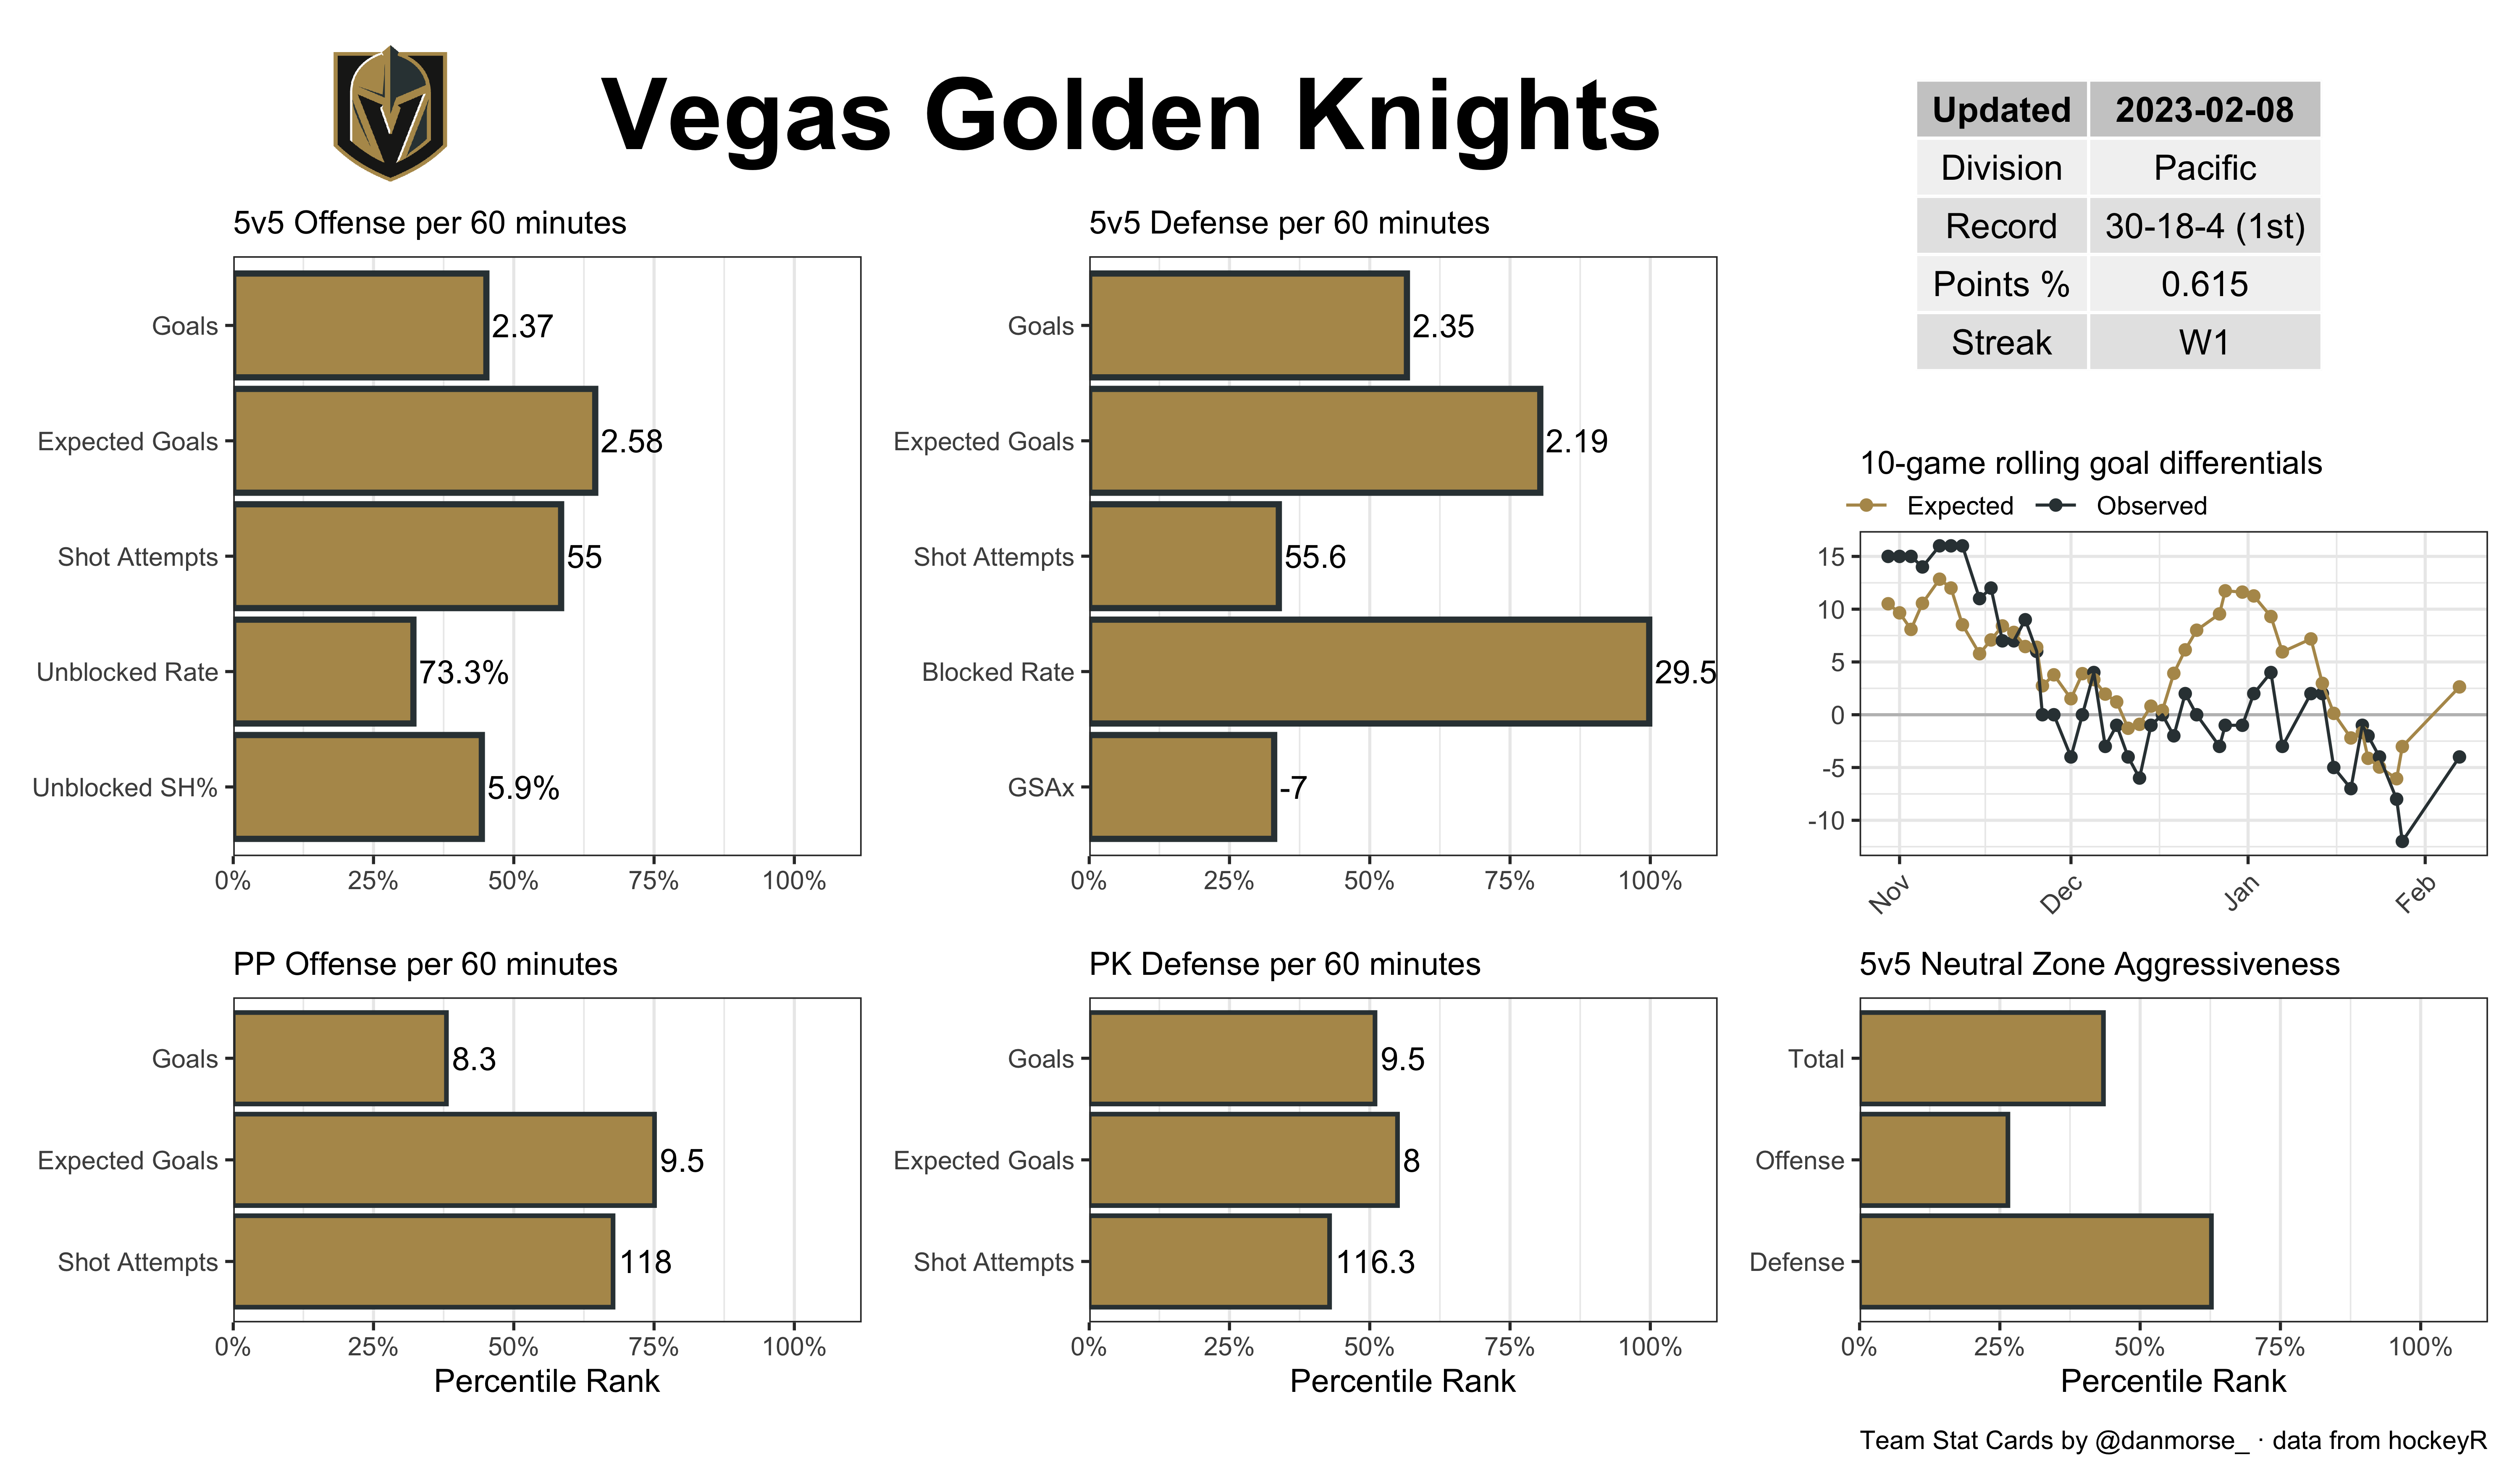 Vegas Golden Knights
Updated 2023-02-08
Division Pacific
Record 30-18-4 (1st)
Points % 0.615
Streak W1
5v5 Offense per 60 minutes
Goals 2.37
Expected Goals 2.58
Shot Attempts 55
Unblocked Rate 73.3%
Unblocked SH% 5.9%
0% 25% 50% 75% 100%
5v5 Defense per 60 minutes
Goals 2.35
Expected Goals 2.19
Shot Attempts 55.6
Blocked Rate 29.5
GSAx -7
0% 25% 50% 75% 100%
10-game rolling goal differentials
Expected Observed
15
10
5
0
-5
-10
Nov Dec Jan Feb
PP Offense per 60 minutes
Goals 8.3
Expected Goals 9.5
Shot Attempts 118
0% 25% 50% 75% 100%
Percentile Rank
PK Defense per 60 minutes
Goals 9.5
Expected Goals 8
Shot Attempts 116.3
0% 25% 50% 75% 100%
Percentile Rank
5v5 Neutral Zone Aggressiveness
Total
Offense
Defense
0% 25% 50% 75% 100%
Percentile Rank
Team Stat Cards by @danmorse_ · data from hockeyR